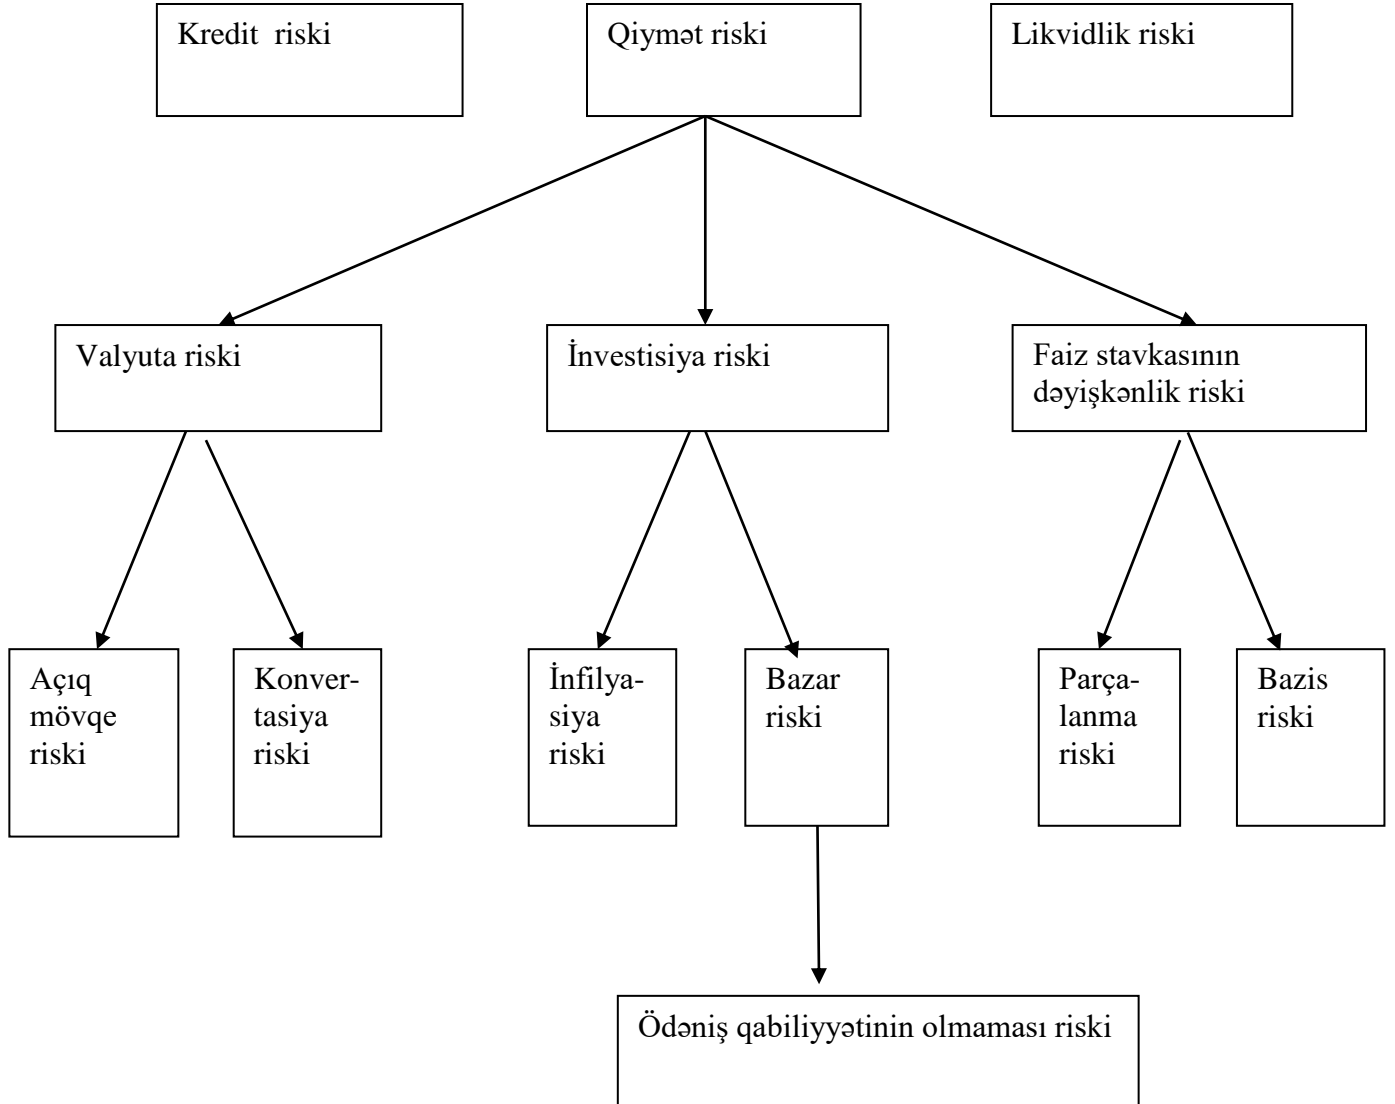 Kredit riski
Qiymət riski
Likvidlik riski
Valyuta riski
İnvestisiya riski
Faiz stavkasının
dəyişkənlik riski
Açıq
mövqe
riski
Konver-
tasiya
riski
İnfilya-
siya
riski
Bazar
riski
Parça-
lanma
riski
Bazis
riski
Ödəniş qabiliyyətinin olmaması riski